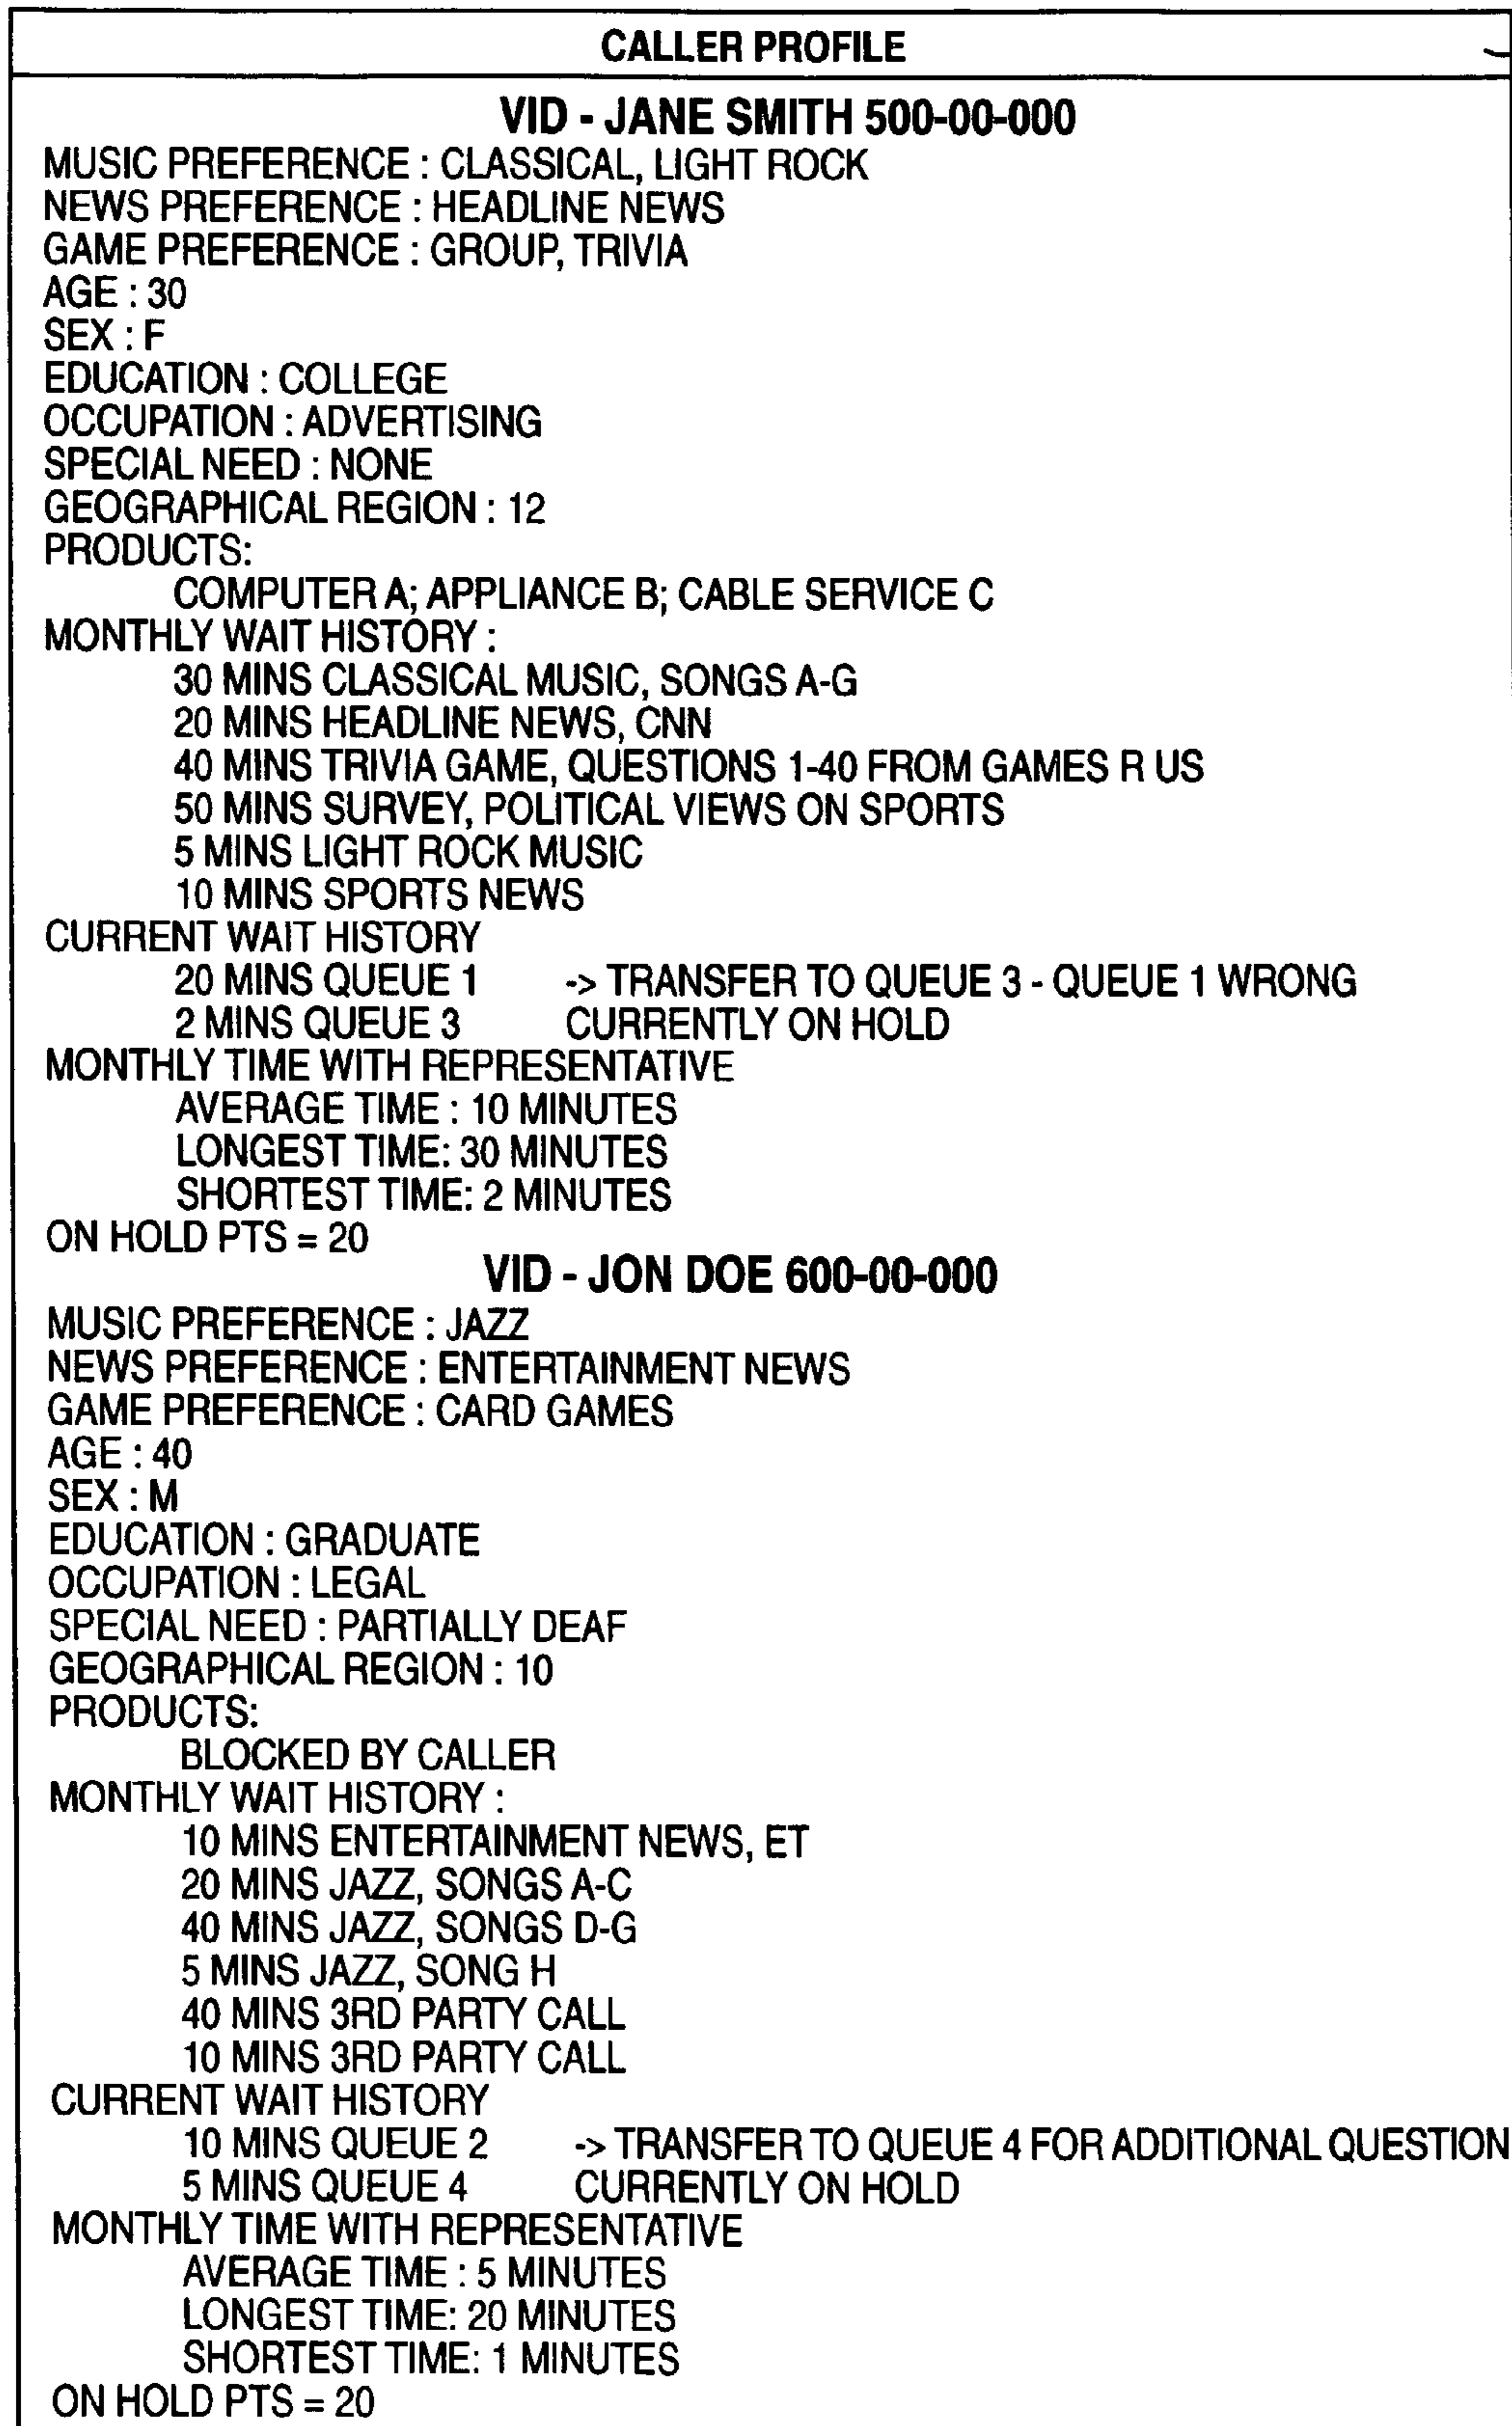 CALLER PROFILE
VID - JANE SMITH 500-00-000
MUSIC PREFERENCE : CLASSICAL, LIGHT ROCK
NEWS PREFERENCE : HEADLINE NEWS
GAME PREFERENCE : GROUP, TRIVIA
AGE : 30
SEX : F
EDUCATION : COLLEGE
OCCUPATION : ADVERTISING
SPECIAL NEED : NONE
GEOGRAPHICAL REGION : 12
PRODUCTS:
COMPUTER A; APPLIANCE B; CABLE SERVICE C
MONTHLY WAIT HISTORY :
30 MINS CLASSICAL MUSIC, SONGS A-G
20 MINS HEADLINE NEWS, CNN
40 MINS TRIVIA GAME, QUESTIONS 1-40 FROM GAMES R US
50 MINS SURVEY, POLITICAL VIEWS ON SPORTS
5 MINS LIGHT ROCK MUSIC
10 MINS SPORTS NEWS
CURRENT WAIT HISTORY
20 MINS QUEUE 1 -> TRANSFER TO QUEUE 3 - QUEUE 1 WRONG
2 MINS QUEUE 3 CURRENTLY ON HOLD
MONTHLY TIME WITH REPRESENTATIVE
AVERAGE TIME : 10 MINUTES
LONGEST TIME: 30 MINUTES
SHORTEST TIME: 2 MINUTES
ON HOLD PTS = 20
VID - JON DOE 600-00-000
MUSIC PREFERENCE : JAZZ
NEWS PREFERENCE : ENTERTAINMENT NEWS
GAME PREFERENCE : CARD GAMES
AGE : 40
SEX : M
EDUCATION : GRADUATE
OCCUPATION : LEGAL
SPECIAL NEED : PARTIALLY DEAF
GEOGRAPHICAL REGION : 10
PRODUCTS:
BLOCKED BY CALLER
MONTHLY WAIT HISTORY :
10 MINS ENTERTAINMENT NEWS, ET
20 MINS JAZZ, SONGS A-C
40 MINS JAZZ, SONGS D-G
5 MINS JAZZ, SONG H
40 MINS 3RD PARTY CALL
10 MINS 3RD PARTY CALL
CURRENT WAIT HISTORY
10 MINS QUEUE 2 -> TRANSFER TO QUEUE 4 FOR ADDITIONAL QUESTION
5 MINS QUEUE 4 CURRENTLY ON HOLD
MONTHLY TIME WITH REPRESENTATIVE
AVERAGE TIME : 5 MINUTES
LONGEST TIME: 20 MINUTES
SHORTEST TIME: 1 MINUTES
ON HOLD PTS = 20